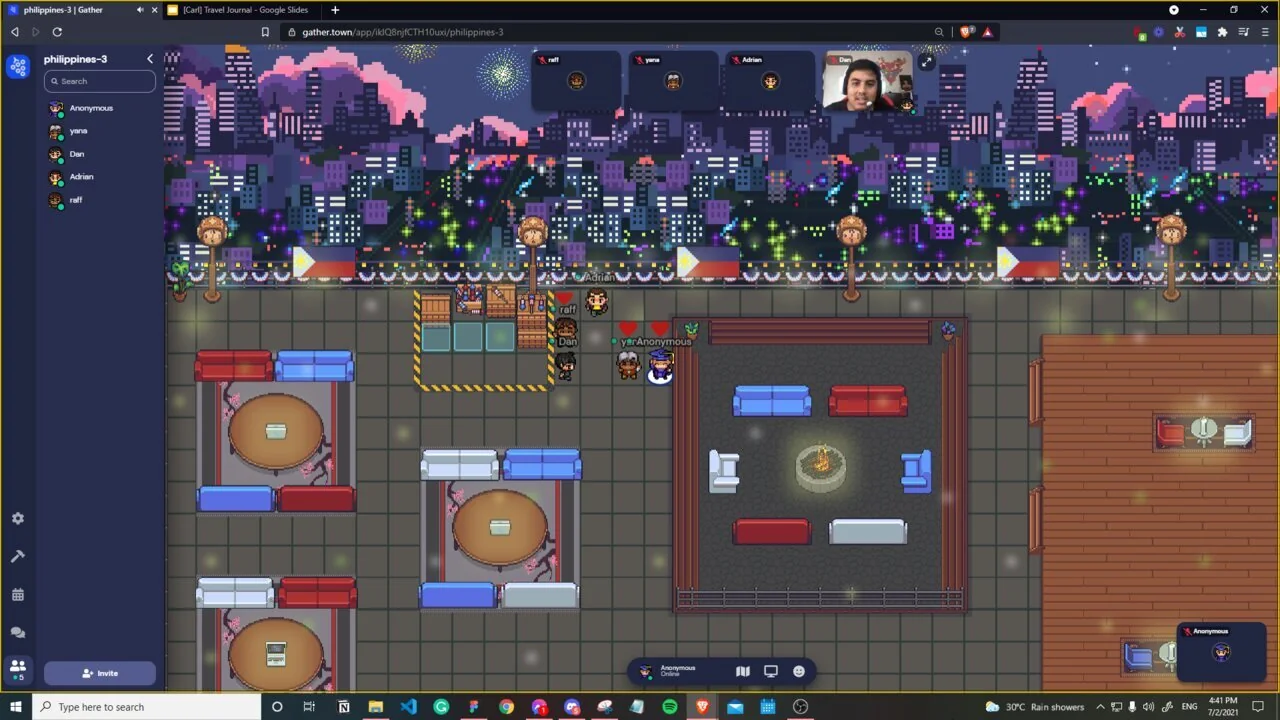 philippines-3 | Gather
[Carl] Travel Journal - Google Slides
gather.town/app/ikIQ8njfCTH10uxi/philippines-3
philippines-3
Search
Anonymous
yana
Dan
Adrian
raff
raff
yana
Adrian
Dan
Adrian
raff
Dan
Anonymous
5
Invite
Anonymous
Online
Anonymous
Type here to search
30°C Rain showers
ENG
4:41 PM
7/2/2021